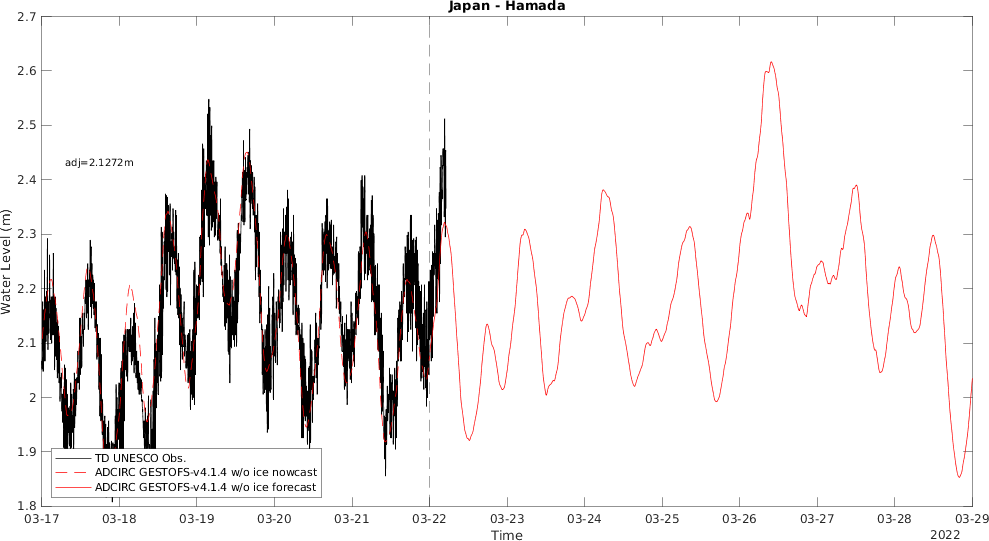 Japan - Hamada
2.7
2.6
2.5
2.4
2.3
2.2
2.1
2
1.9
1.8
Water Level (m)
adj=2.1272m
TD UNESCO Obs.
ADCIRC GESTOFS-v4.1.4 w/o ice nowcast
ADCIRC GESTOFS-v4.1.4 w/o ice forecast
03-17 03-18 03-19 03-20 03-21 03-22 03-23 03-24 03-25 03-26 03-27 03-28 03-29
Time
2022